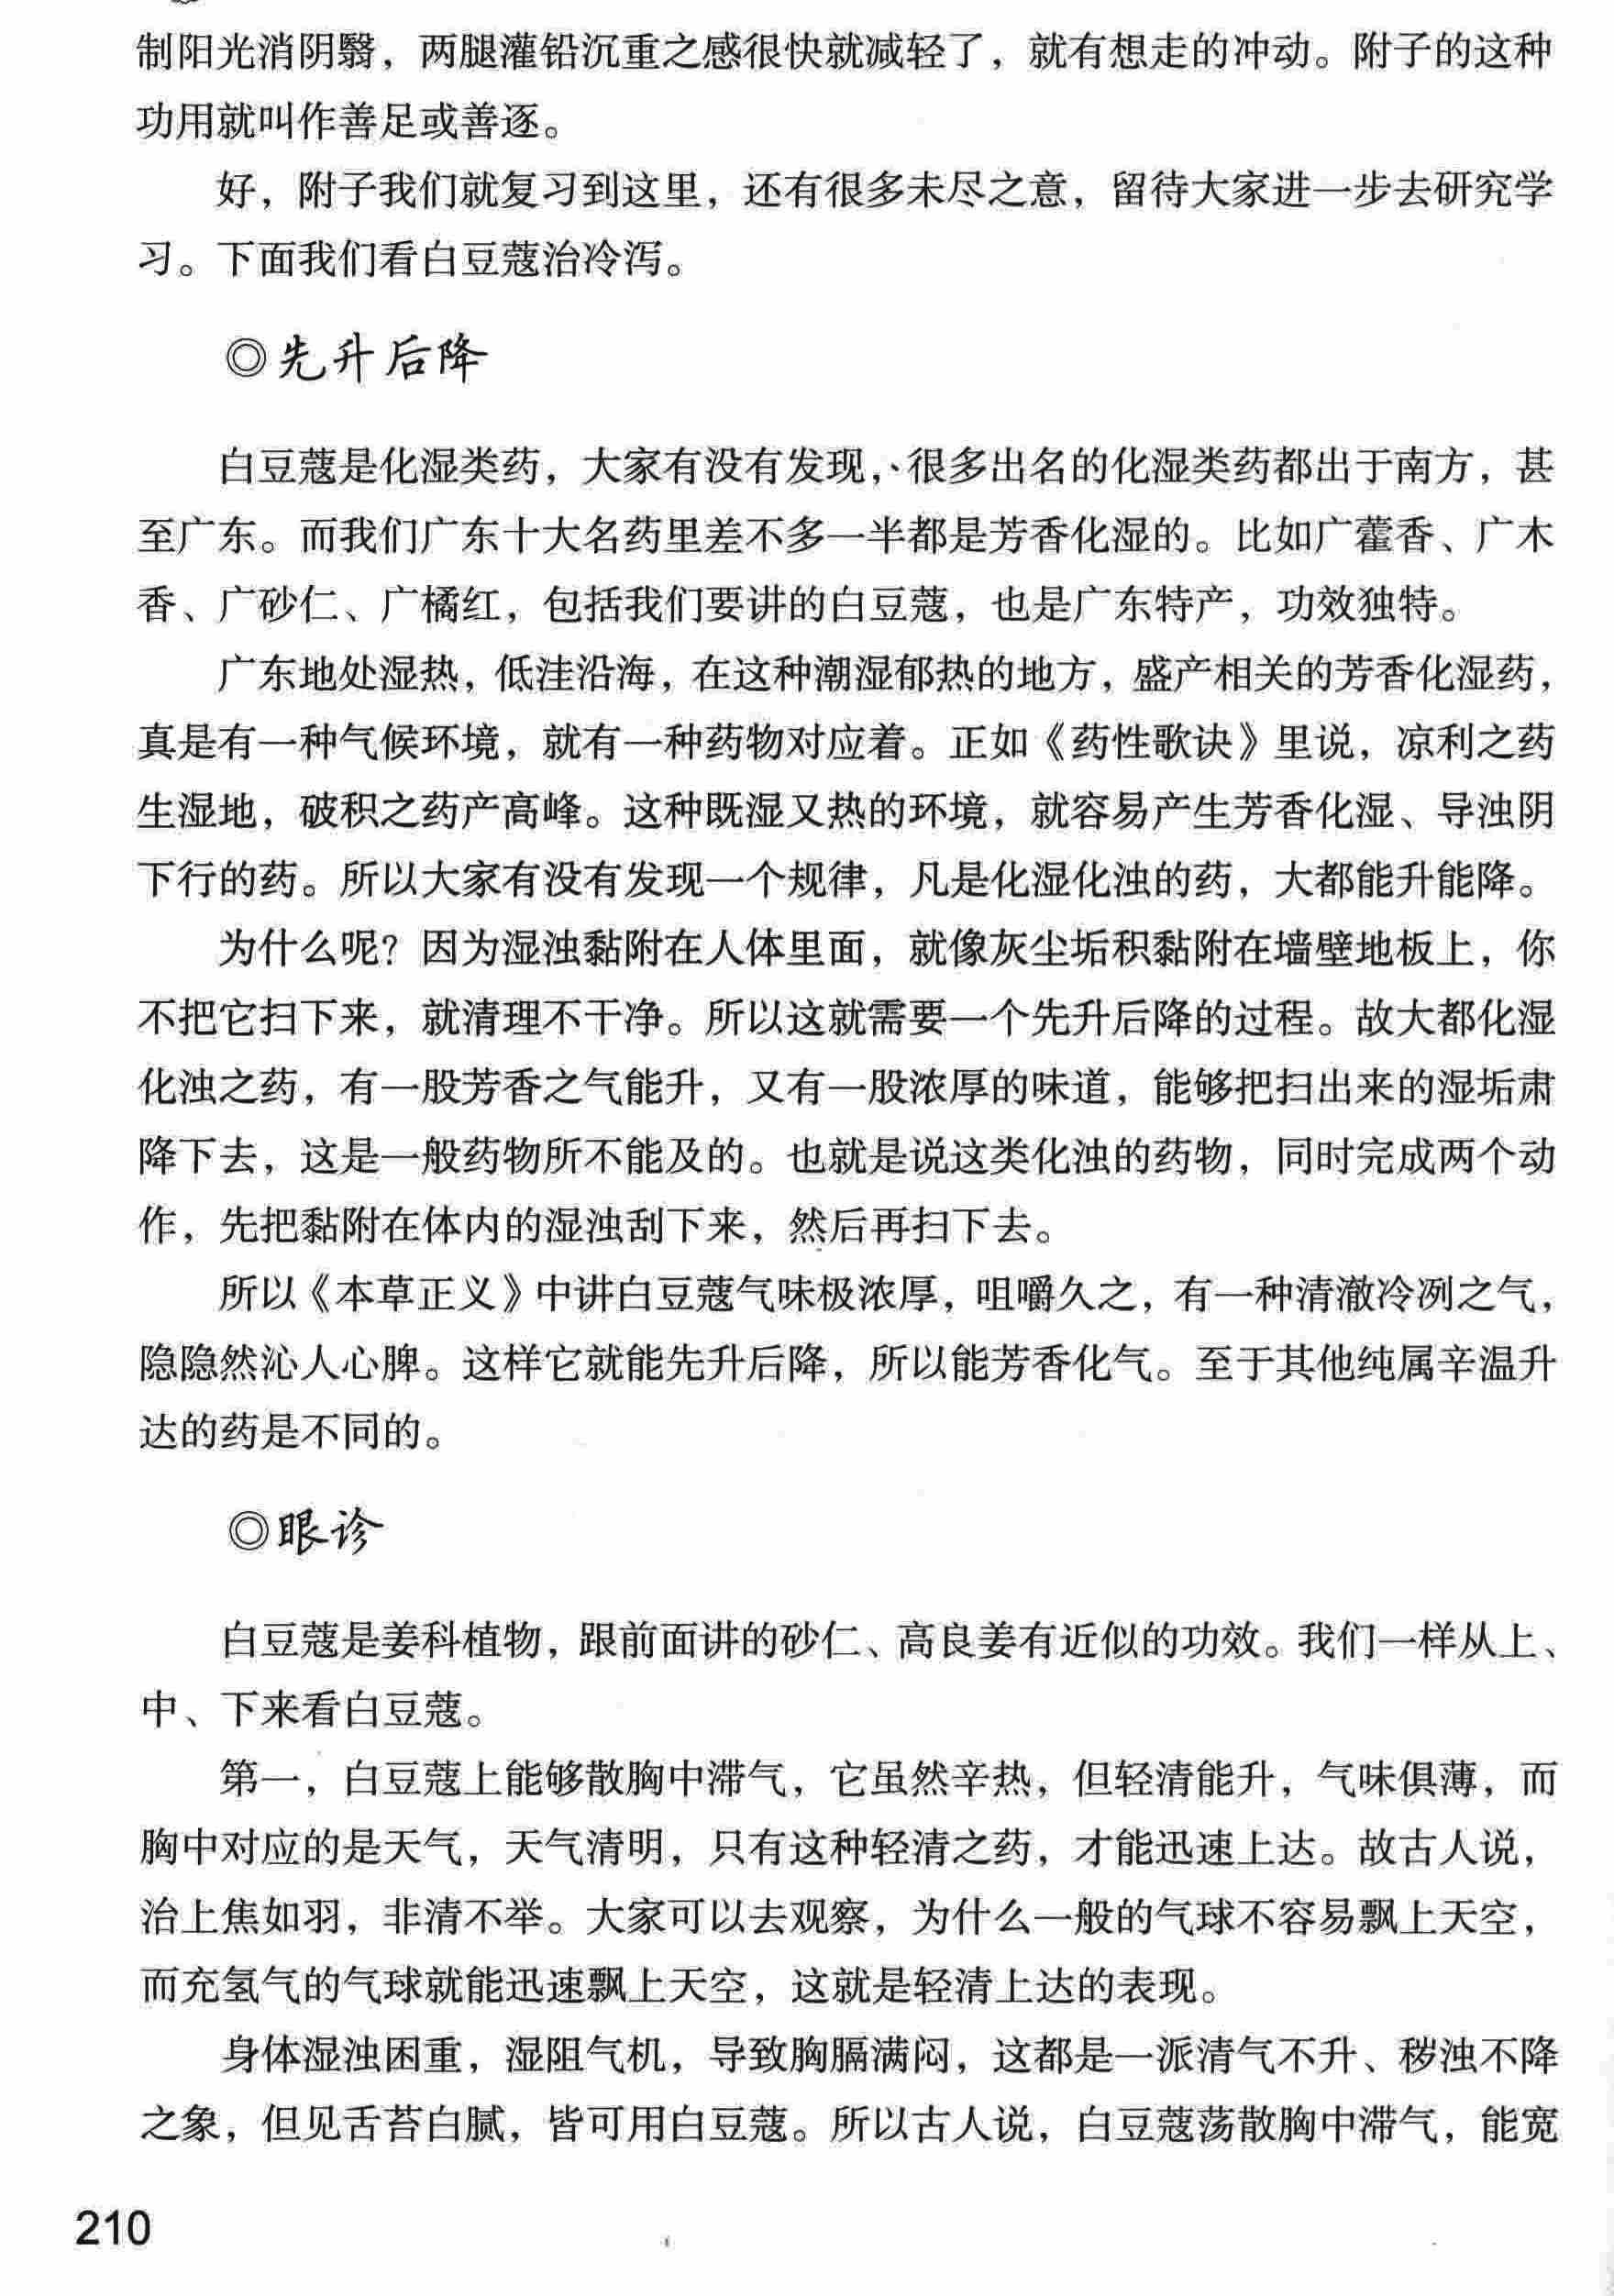 制阳光消阴翳，两腿灌铅沉重之感很快就减轻了，就有想走的冲动。附子的这种
功用就叫作善足或善逐。
好，附子我们就复习到这里，还有很多未尽之意，留待大家进一步去研究学
习。下面我们看白豆蔻治冷泻。
◎先升后降
白豆蔻是化湿类药，大家有没有发现，很多出名的化湿类药都出于南方，甚
至广东。而我们广东十大名药里差不多一半都是芳香化湿的。比如广藿香、广木
香、广砂仁、广橘红，包括我们要讲的白豆蔻，也是广东特产，功效独特。
广东地处湿热，低洼沿海，在这种潮湿郁热的地方，盛产相关的芳香化湿药，
真是有一种气候环境，就有一种药物对应着。正如《药性歌诀》里说，凉利之药
生湿地，破积之药产高峰。这种既湿又热的环境，就容易产生芳香化湿、导浊阴
下行的药。所以大家有没有发现一个规律，凡是化湿化浊的药，大都能升能降。
为什么呢？因为湿浊黏附在人体里面，就像灰尘垢积黏附在墙壁地板上，你
不把它扫下来，就清理不干净。所以这就需要一个先升后降的过程。故大都化湿
化浊之药，有一股芳香之气能升，又有一股浓厚的味道，能够把扫出来的湿垢肃
降下去，这是一般药物所不能及的。也就是说这类化浊的药物，同时完成两个动
作，先把黏附在体内的湿浊刮下来，然后再扫下去。
所以《本草正义》中讲白豆蔻气味极浓厚，咀嚼久之，有一种清澈冷冽之气，
隐隐然沁人心脾。这样它就能先升后降，所以能芳香化气。至于其他纯属辛温升
达的药是不同的。
◎眼诊
白豆蔻是姜科植物，跟前面讲的砂仁、高良姜有近似的功效。我们一样从上、
中、下来看白豆蔻。
第一，白豆蔻上能够散胸中滞气，它虽然辛热，但轻清能升，气味俱薄，而
胸中对应的是天气，天气清明，只有这种轻清之药，才能迅速上达。故古人说，
治上焦如羽，非清不举。大家可以去观察，为什么一般的气球不容易飘上天空，
而充氢气的气球就能迅速飘上天空，这就是轻清上达的表现。
身体湿浊困重，湿阻气机，导致胸膈满闷，这都是一派清气不升、秽浊不降
之象，但见舌苔白腻，皆可用白豆蔻。所以古人说，白豆蔻荡散胸中滞气，能宽
210